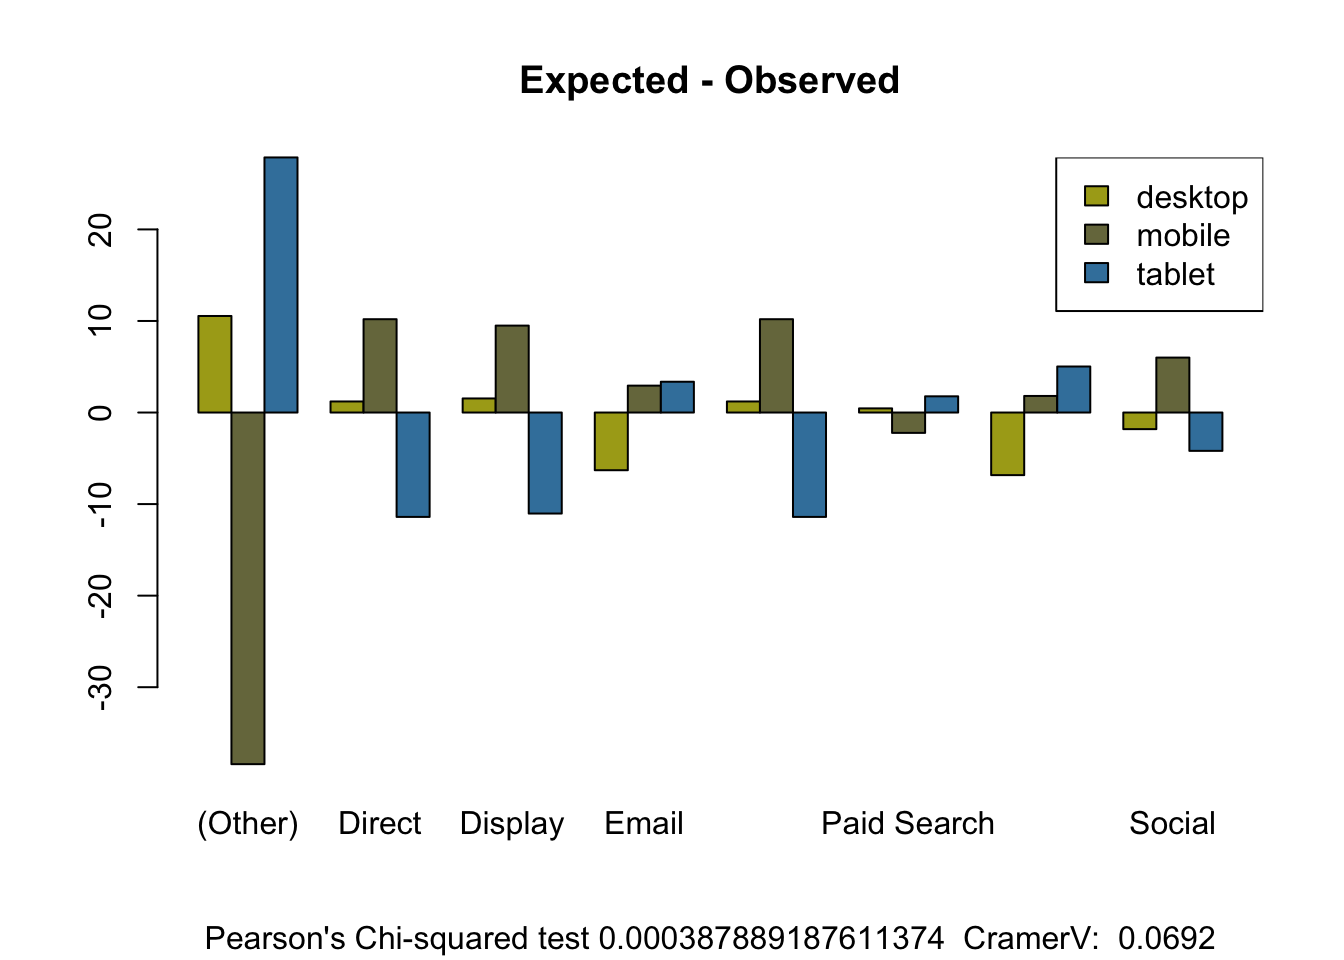 Expected - Observed
desktop
mobile
tablet
20
10
0
-10
-20
-30
(Other) Direct Display Email Paid Search Social
Pearson's Chi-squared test 0.000387889187611374 CramerV: 0.0692